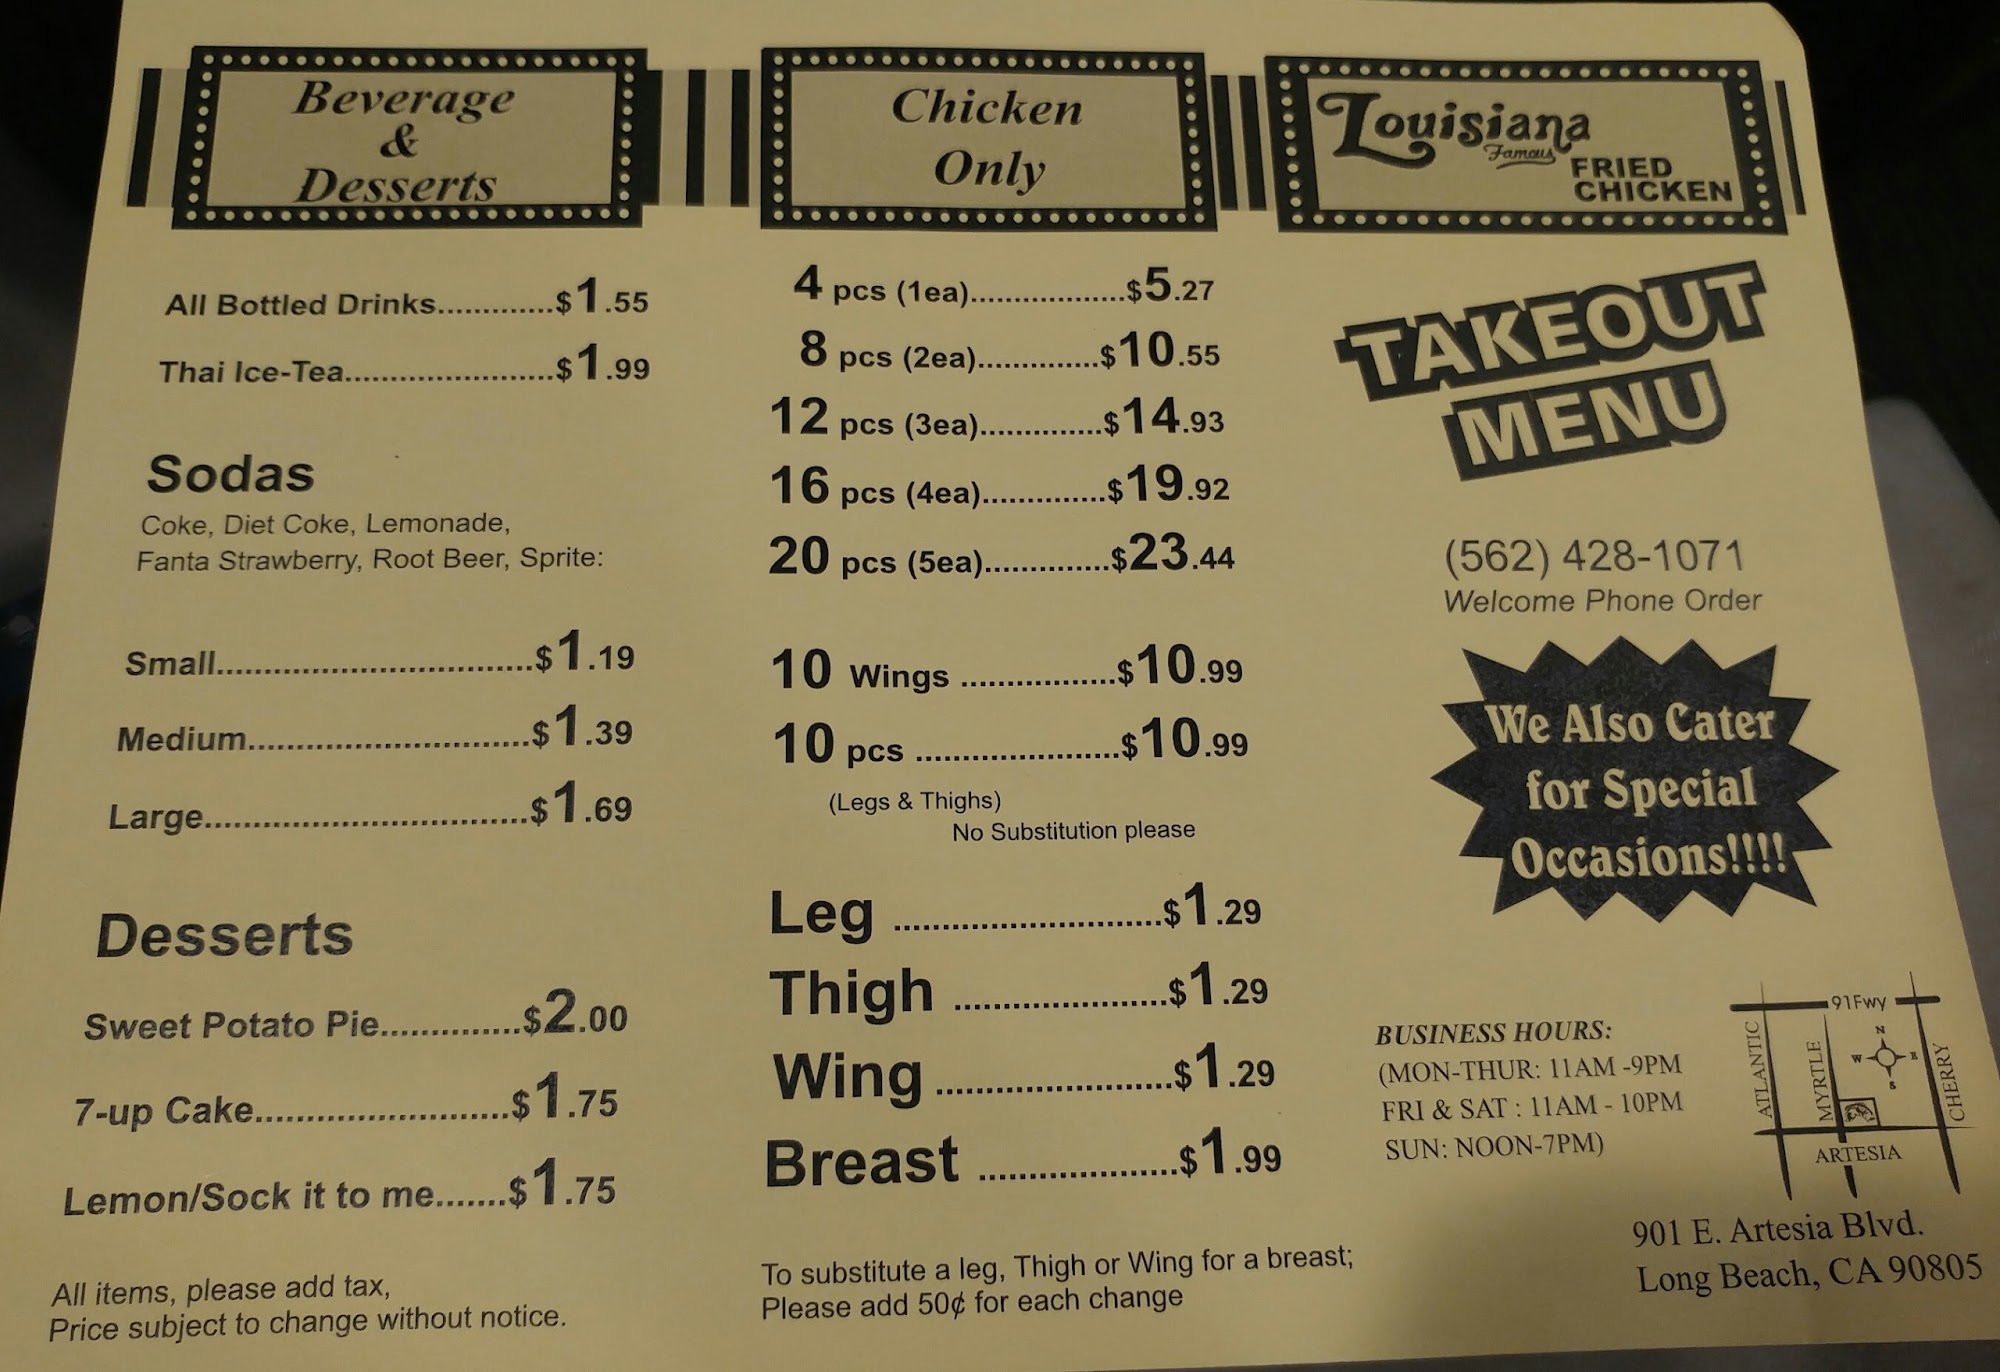 Beverage
&
Desserts
All Bottled Drinks.............$1.55
Thai Ice-Tea........................$1.99
Sodas
Coke, Diet Coke, Lemonade,
Fanta Strawberry, Root Beer, Sprite:
Small.................................$1.19
Medium..............................$1.39
Large..................................$1.69
Desserts
Sweet Potato Pie..............$2.00
7-up Cake..........................$1.75
Lemon/Sock it to me.......$1.75
All items, please add tax,
Price subject to change without notice.
Chicken
Only
4 pcs (1ea)..................$5.27
8 pcs (2ea)..............$10.55
12 pcs (3ea)..............$14.93
16 pcs (4ea)..............$19.92
20 pcs (5ea)..............$23.44
10 Wings .................$10.99
10 pcs ......................$10.99
(Legs & Thighs)
No Substitution please
Leg ............................$1.29
Thigh ......................$1.29
Wing ........................$1.29
Breast .....................$1.99
To substitute a leg, Thigh or Wing for a breast;
Please add 50¢ for each change
Louisiana
Famous
FRIED
CHICKEN
TAKEOUT
MENU
(562) 428-1071
Welcome Phone Order
We Also Cater
for Special
Occasions!!!!
BUSINESS HOURS:
(MON-THUR: 11AM -9PM
FRI & SAT : 11AM - 10PM
SUN: NOON-7PM)
91Fwy
ATLANTIC
MYRTLE
N
W
E
S
CHERRY
ARTESIA
901 E. Artesia Blvd.
Long Beach, CA 90805